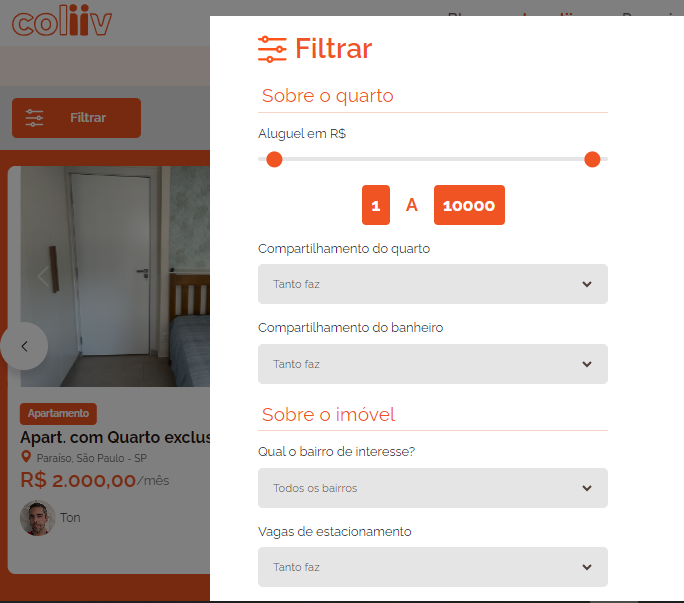 coliiv
Filtrar
Apartamento
Apart. com Quarto exclus
Paraíso, São Paulo - SP
R$ 2.000,00/mês
Ton
Filtrar
Sobre o quarto
Aluguel em R$
1 A 10000
Compartilhamento do quarto
Tanto faz
Compartilhamento do banheiro
Tanto faz
Sobre o imóvel
Qual o bairro de interesse?
Todos os bairros
Vagas de estacionamento
Tanto faz